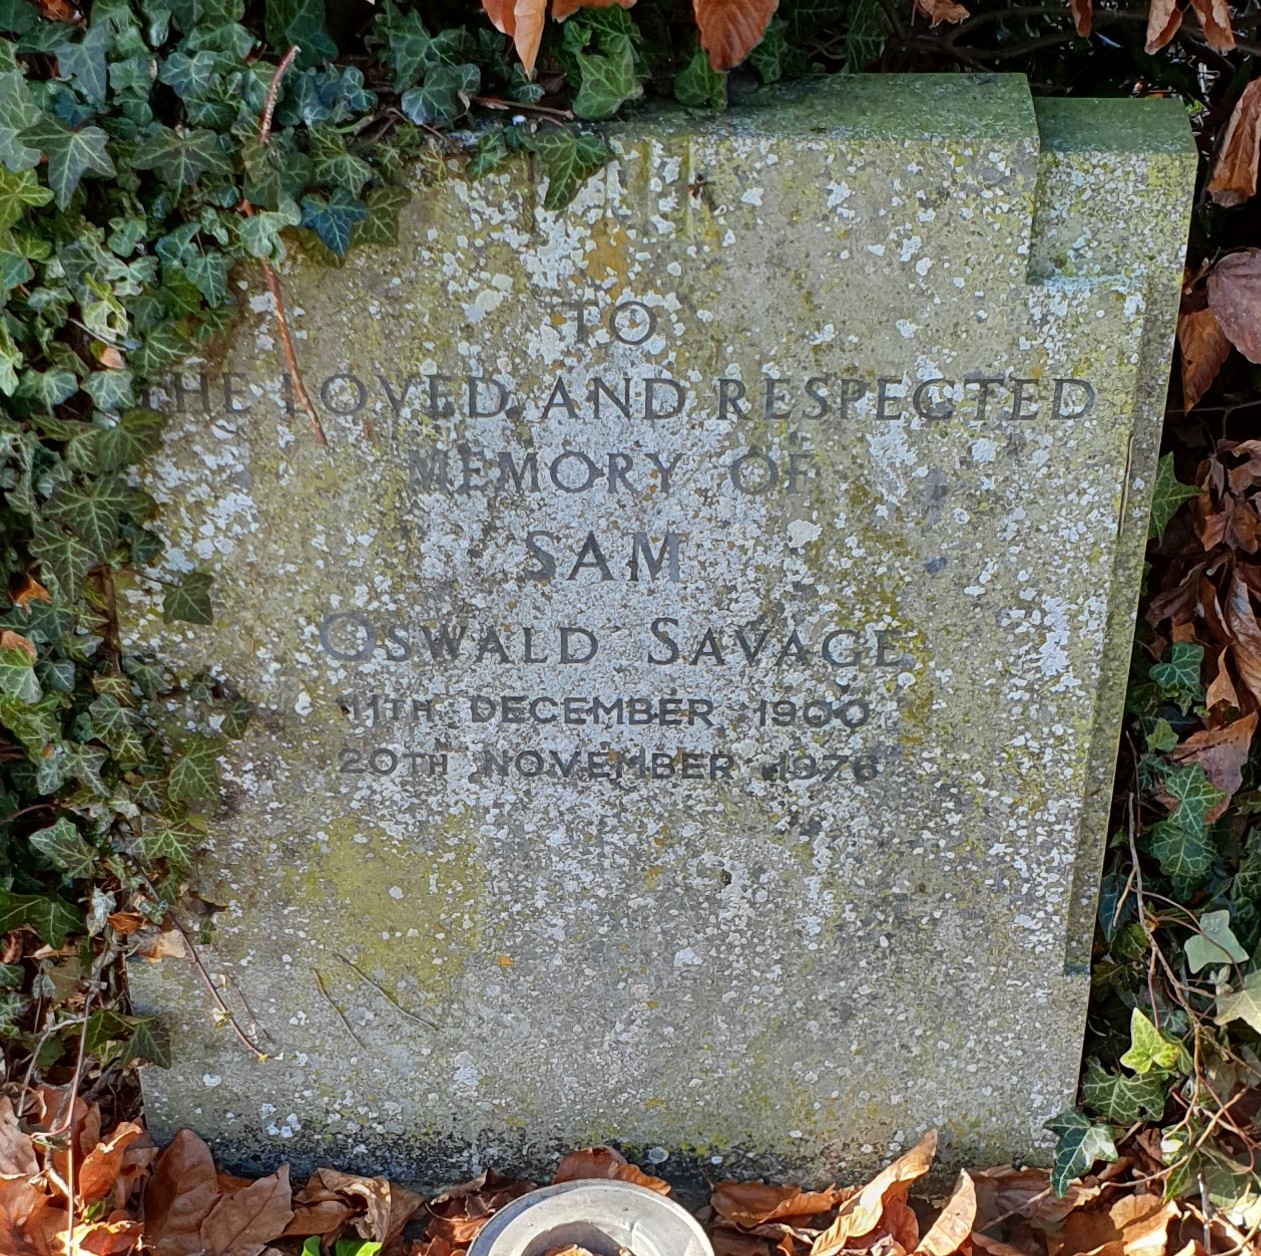 TO
THE LOVED AND RESPECTED
MEMORY OF
SAM
OSWALD SAVAGE
11TH DECEMBER 1900
20TH NOVEMBER 1976